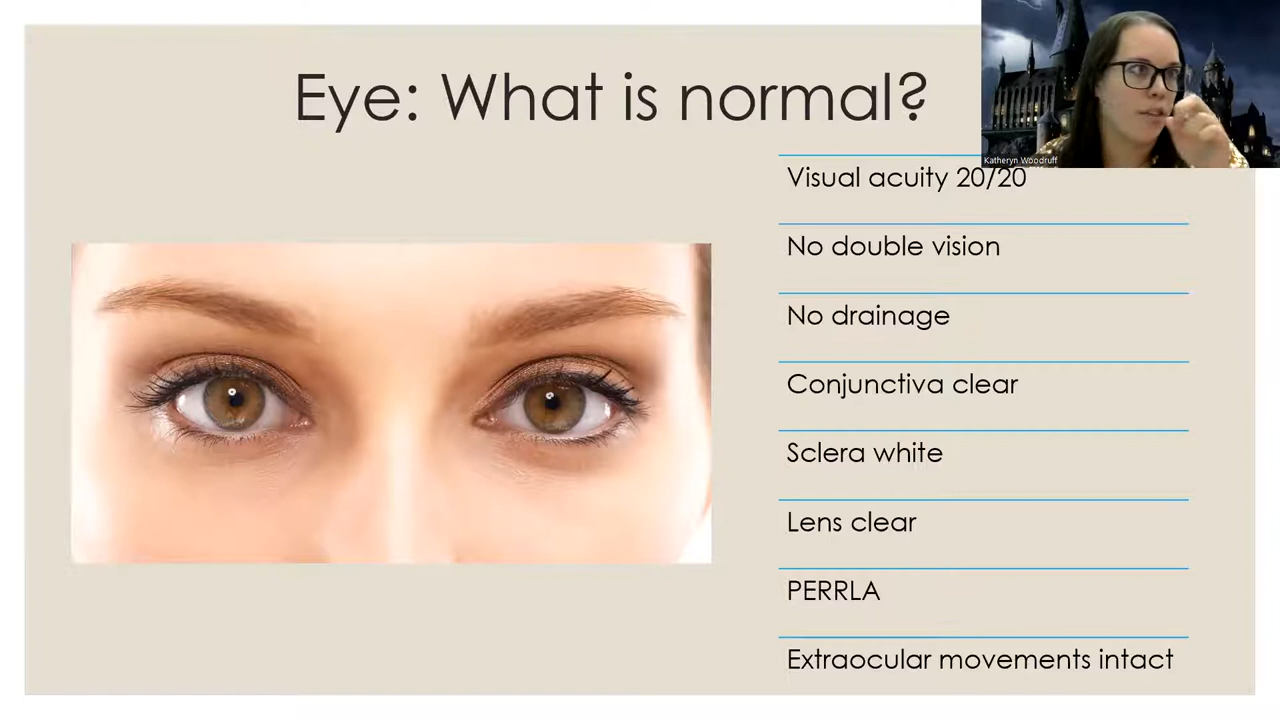 Eye: What is normal?
Katheryn Woodruff
Visual acuity 20/20
No double vision
No drainage
Conjunctiva clear
Sclera white
Lens clear
PERRLA
Extraocular movements intact